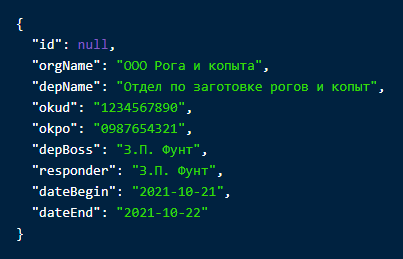 {
"id": null,
"orgName": "ООО Рога и копыта",
"depName": "Отдел по заготовке рогов и копыт",
"okud": "1234567890",
"okpo": "0987654321",
"depBoss": "З.П. Фунт",
"responder": "З.П. Фунт",
"dateBegin": "2021-10-21",
"dateEnd": "2021-10-22"
}